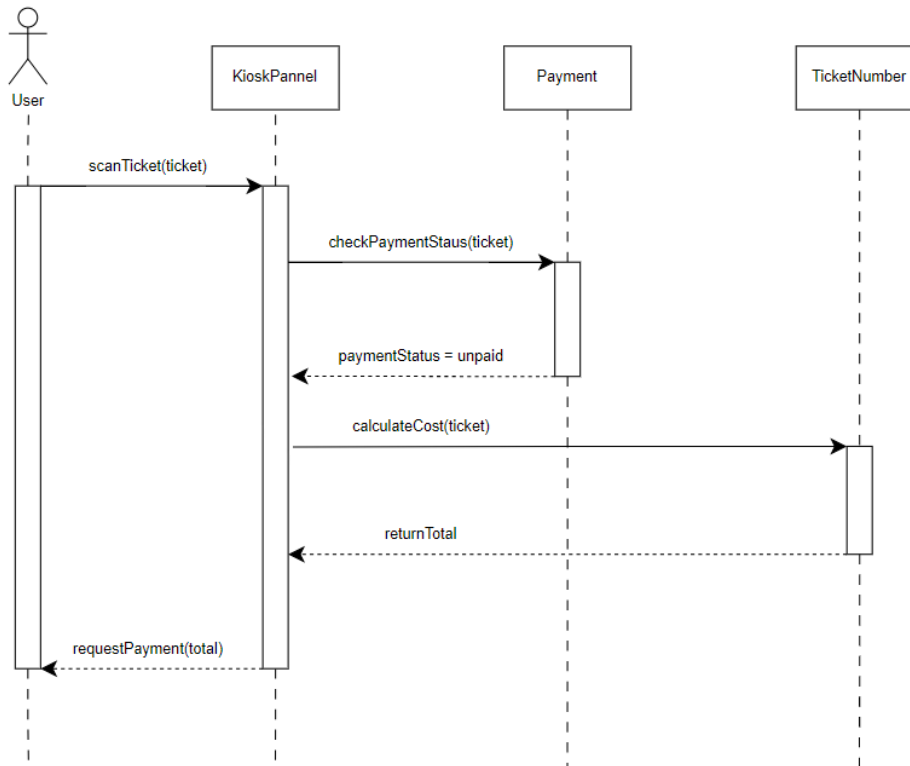 User
KioskPannel
Payment
TicketNumber
scanTicket(ticket)
checkPaymentStaus(ticket)
paymentStatus = unpaid
calculateCost(ticket)
returnTotal
requestPayment(total)